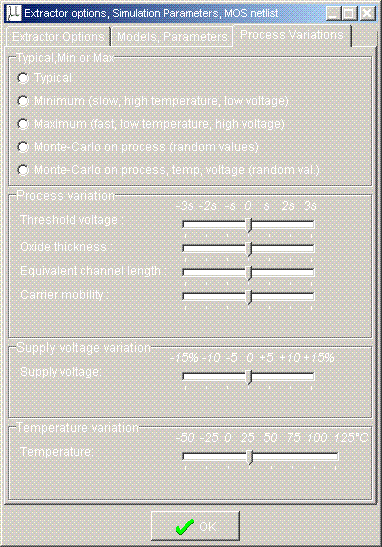 Extractor options, Simulation Parameters, MOS netlist
Extractor Options Models, Parameters Process Variations
Typical,Min or Max
Typical
Minimum (slow, high temperature, low voltage)
Maximum (fast, low temperature, high voltage)
Monte-Carlo on process (random values)
Monte-Carlo on process, temp, voltage (random val.)
Process variation
-3s -2s -s 0 s 2s 3s
Threshold voltage :
Oxide thickness :
Equivalent channel length :
Carrier mobility :
Supply voltage variation
-15% -10 -5 0 +5 +10 +15%
Supply voltage:
Temperature variation
-50 -25 0 25 50 75 100 125°C
Temperature:
OK